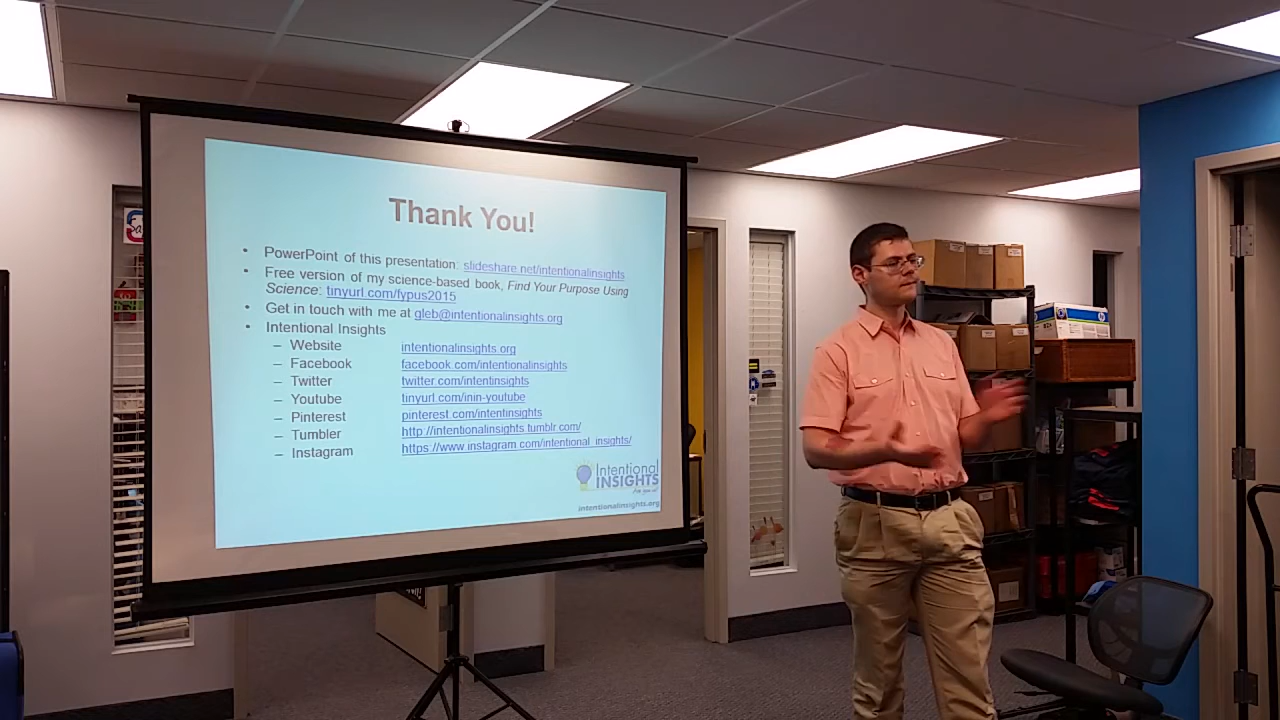 Thank You!
• PowerPoint of this presentation: slideshare.net/intentionalinsights
• Free version of my science-based book, Find Your Purpose Using
Science: tinyurl.com/fypus2015
• Get in touch with me at gleb@intentionalinsights.org
• Intentional Insights
– Website intentionalinsights.org
– Facebook facebook.com/intentionalinsights
– Twitter twitter.com/intentinsights
– Youtube tinyurl.com/inin-youtube
– Pinterest pinterest.com/intentinsights
– Tumbler http://intentionalinsights.tumblr.com/
– Instagram https://www.instagram.com/intentional_insights/
Intentional
INSIGHTS
intentionalinsights.org